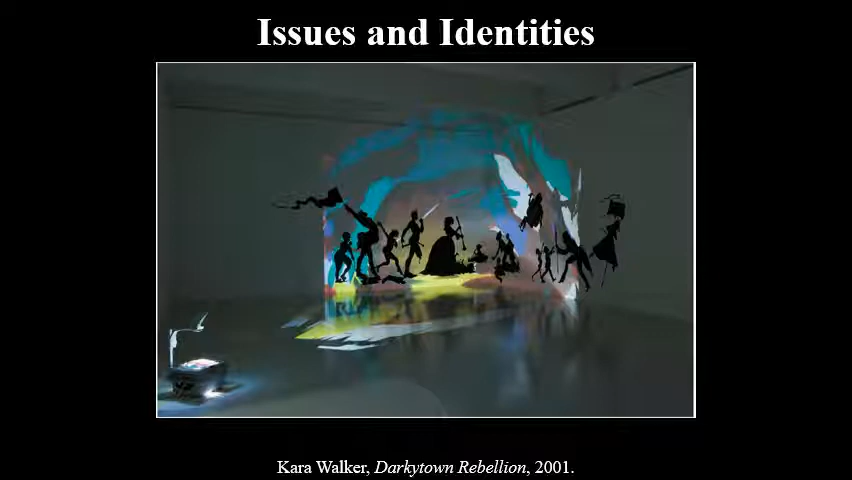 Issues and Identities
Kara Walker, Darkytown Rebellion, 2001.